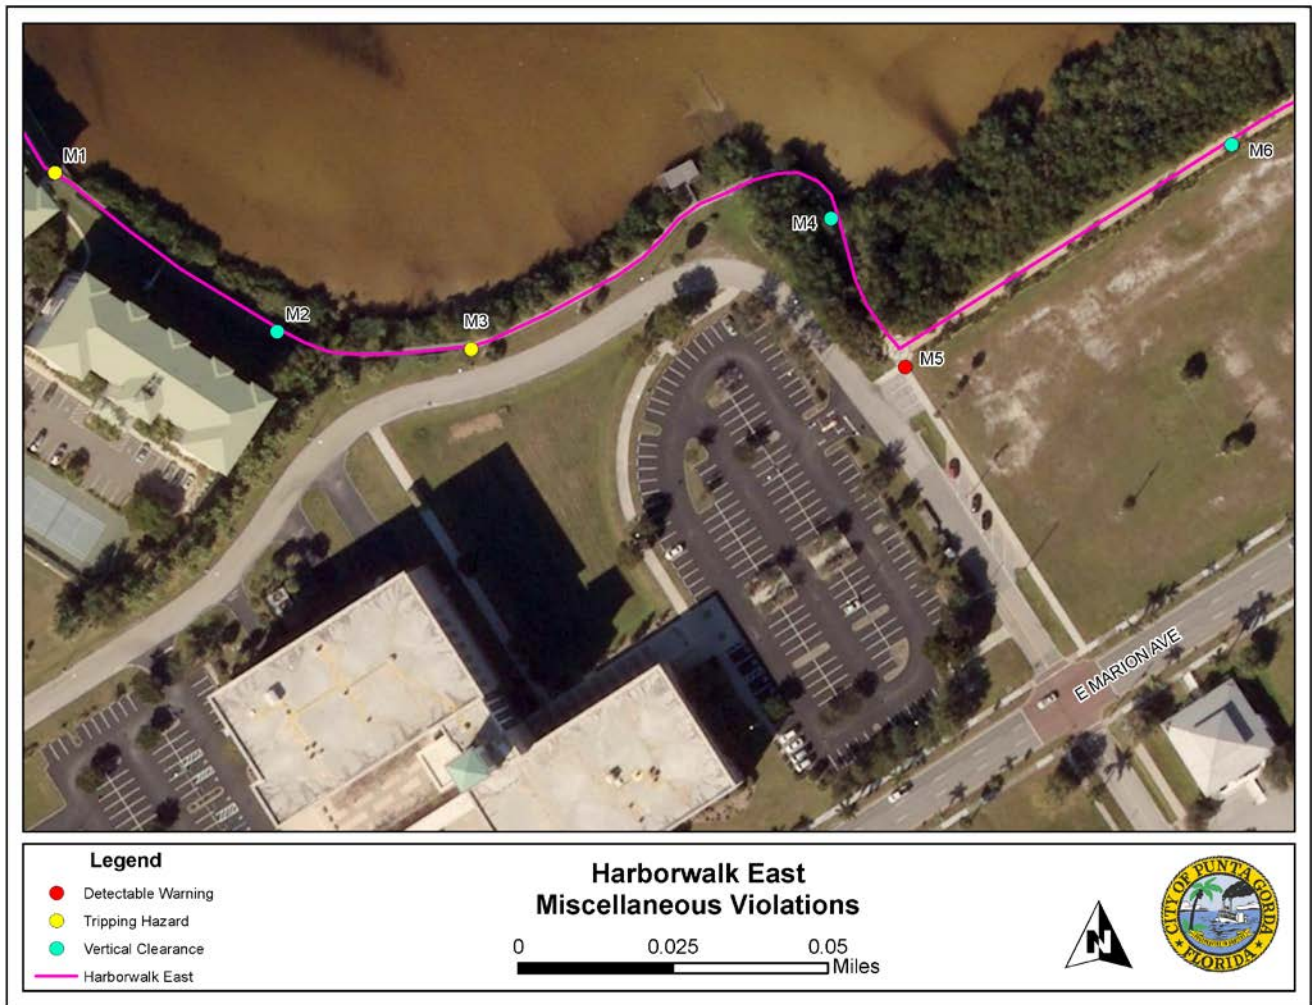 M1
M6
M4
M2
M3
M5
E MARION AVE
Legend
Detectable Warning
Tripping Hazard
Vertical Clearance
Harborwalk East
Harborwalk East
Miscellaneous Violations
0 0.025 0.05
Miles
N
CITY OF PUNTA GORDA
FLORIDA